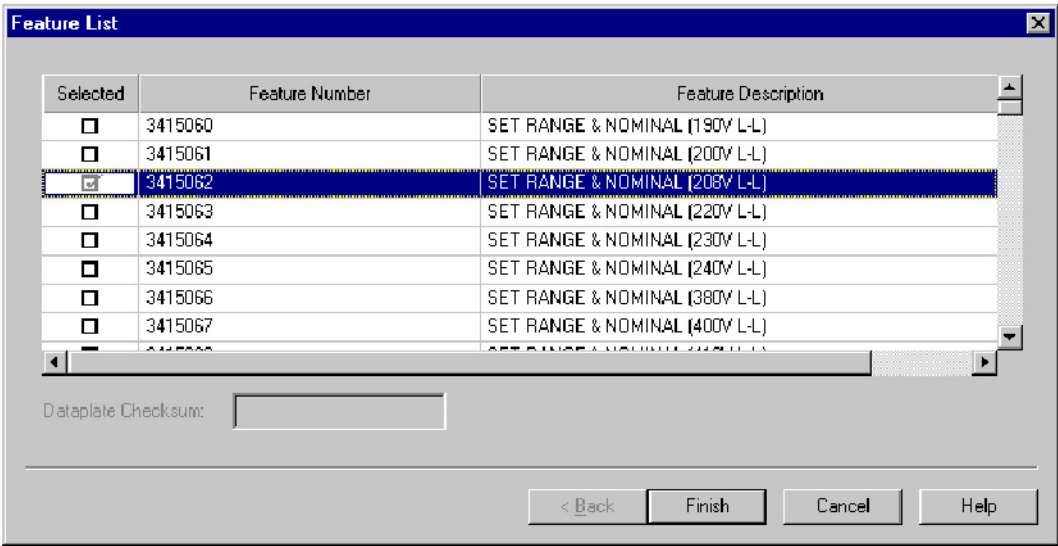 Feature List
Selected Feature Number Feature Description
3415060 SET RANGE & NOMINAL (190V L-L)
3415061 SET RANGE & NOMINAL (200V L-L)
3415062 SET RANGE & NOMINAL (208V L-L)
3415063 SET RANGE & NOMINAL (220V L-L)
3415064 SET RANGE & NOMINAL (230V L-L)
3415065 SET RANGE & NOMINAL (240V L-L)
3415066 SET RANGE & NOMINAL (380V L-L)
3415067 SET RANGE & NOMINAL (400V L-L)
Dataplate Checksum:
< Back Finish Cancel Help